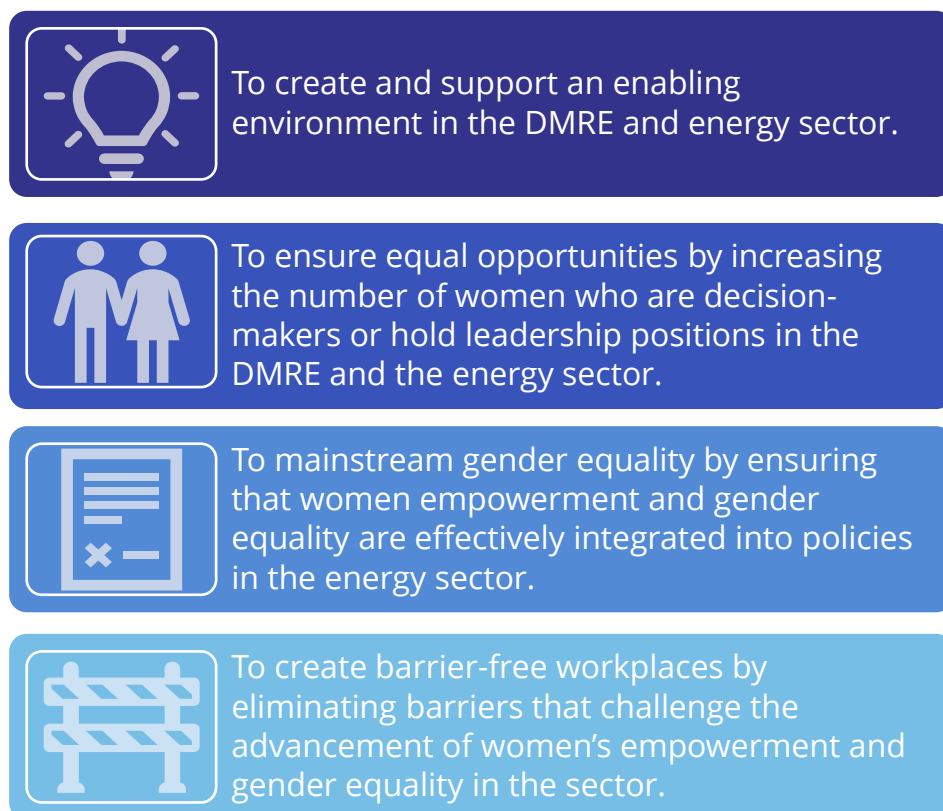 To create and support an enabling
environment in the DMRE and energy sector.
To ensure equal opportunities by increasing
the number of women who are decision-
makers or hold leadership positions in the
DMRE and the energy sector.
To mainstream gender equality by ensuring
that women empowerment and gender
equality are effectively integrated into policies
in the energy sector.
To create barrier-free workplaces by
eliminating barriers that challenge the
advancement of women’s empowerment and
gender equality in the sector.